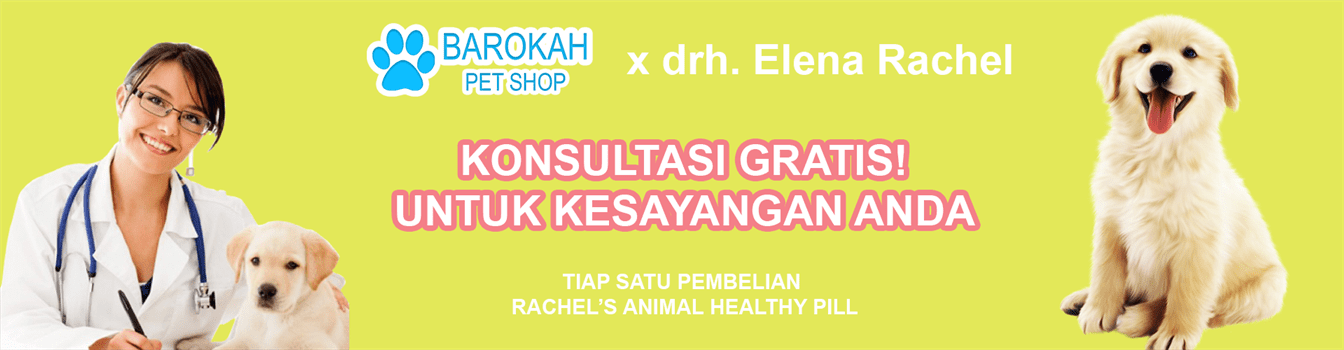 BAROKAH
PET SHOP
x drh. Elena Rachel
KONSULTASI GRATIS!
UNTUK KESAYANGAN ANDA
TIAP SATU PEMBELIAN
RACHEL'S ANIMAL HEALTHY PILL